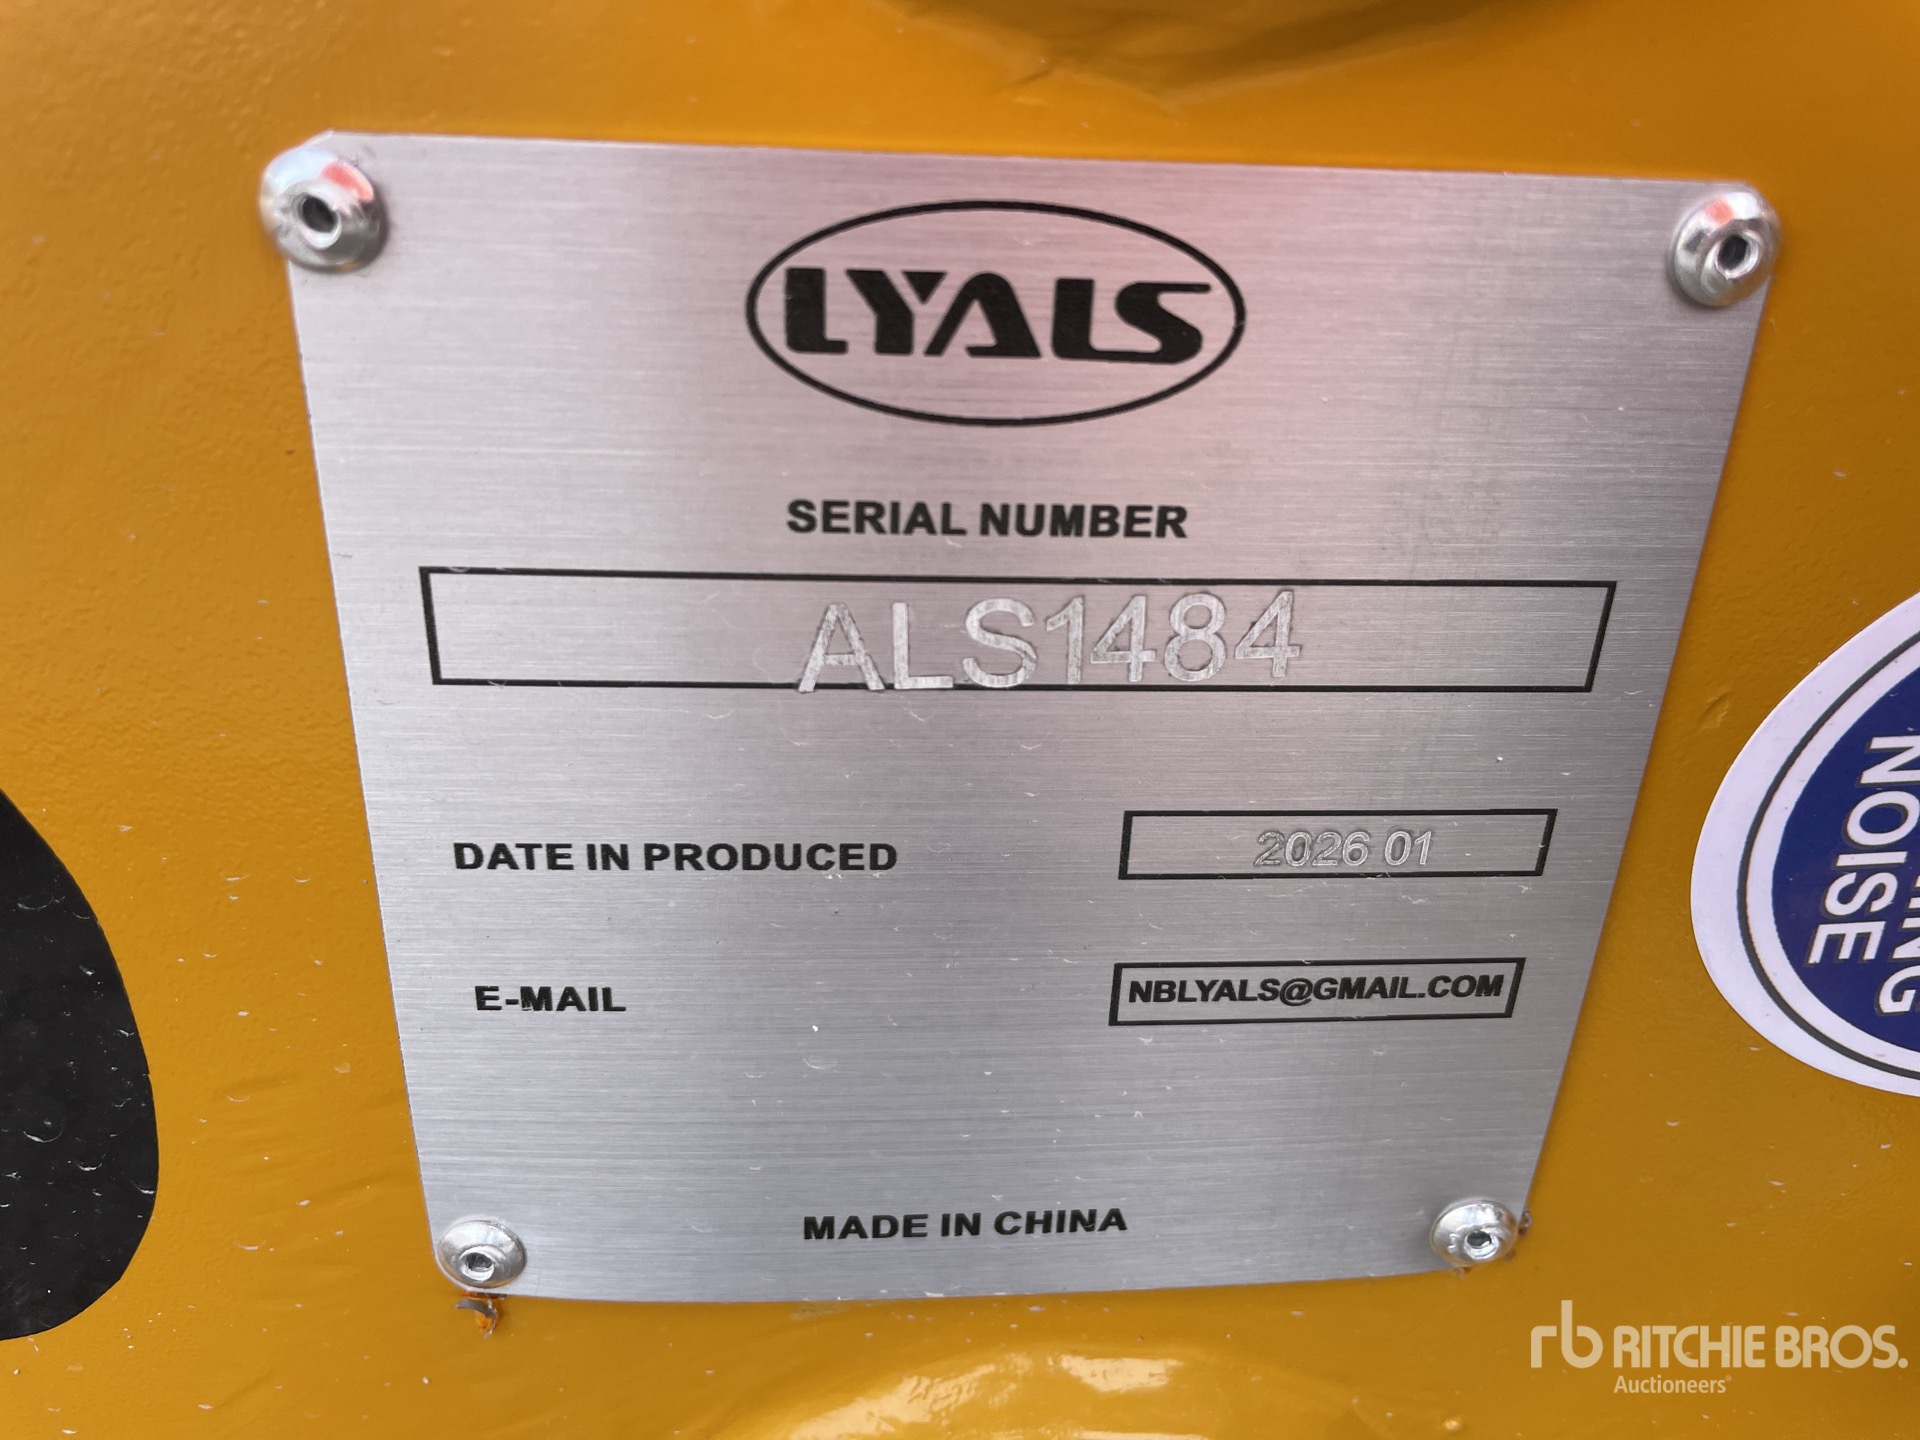 LYALS
SERIAL NUMBER
ALS1484
DATE IN PRODUCED 2026 01
E-MAIL NBLYALS@GMAIL.COM
MADE IN CHINA
NOISE
rb RITCHIE BROS.
Auctioneers